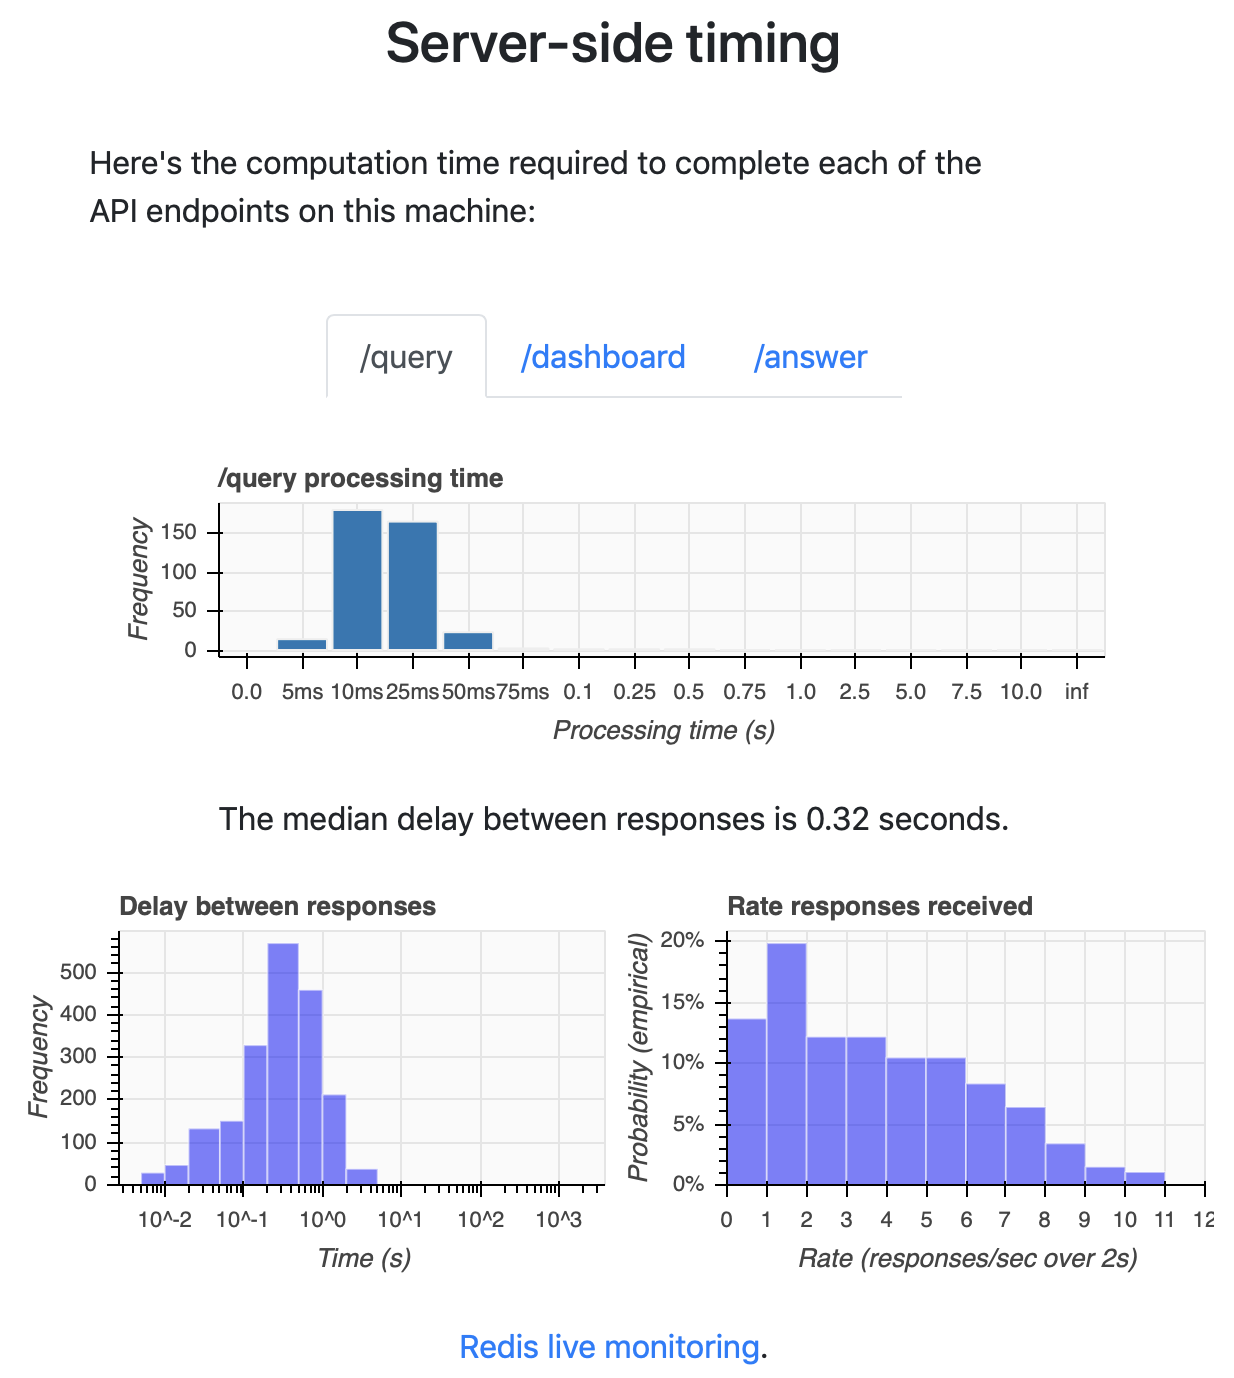 Server-side timing
Here's the computation time required to complete each of the
API endpoints on this machine:
/query /dashboard /answer
/query processing time
Frequency
150
100
50
0
0.0 5ms 10ms 25ms 50ms 75ms 0.1 0.25 0.5 0.75 1.0 2.5 5.0 7.5 10.0 inf
Processing time (s)
The median delay between responses is 0.32 seconds.
Delay between responses
Frequency
500
400
300
200
100
0
10^-2 10^-1 10^0 10^1 10^2 10^3
Time (s)
Rate responses received
Probability (empirical)
20%
15%
10%
5%
0%
0 1 2 3 4 5 6 7 8 9 10 11 12
Rate (responses/sec over 2s)
Redis live monitoring.